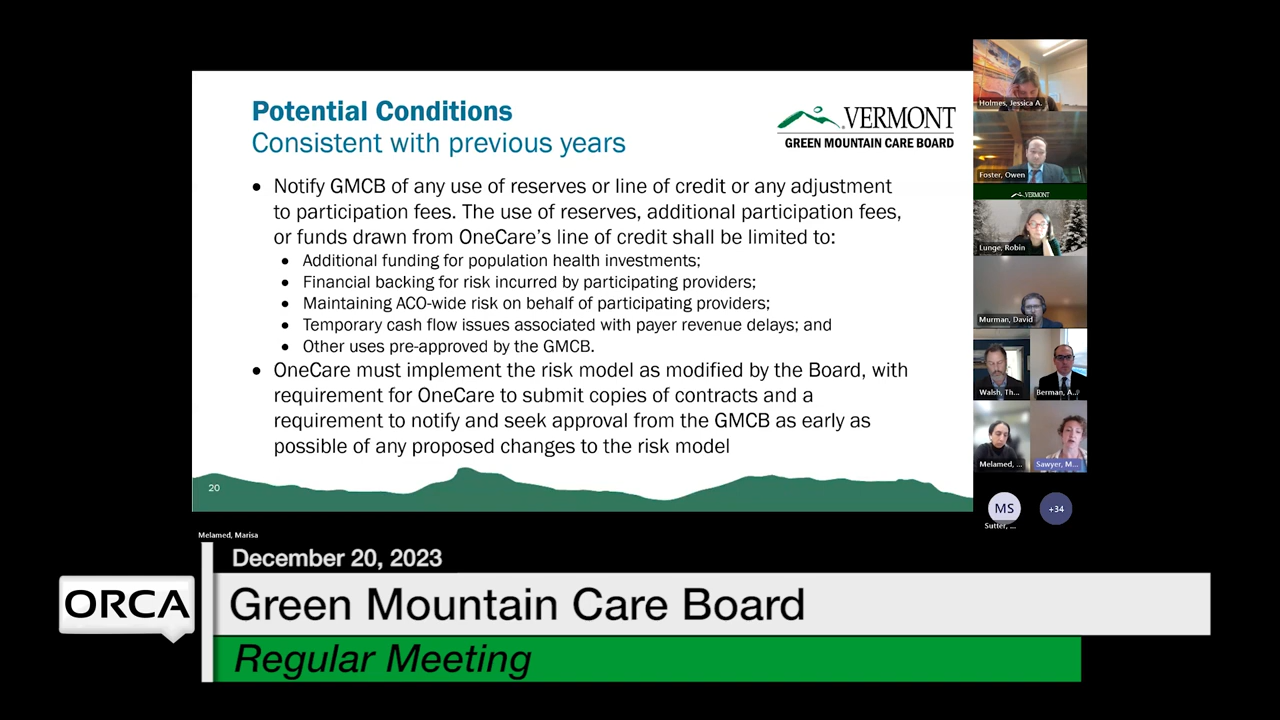 Potential Conditions
Consistent with previous years
VERMONT
GREEN MOUNTAIN CARE BOARD
• Notify GMCB of any use of reserves or line of credit or any adjustment
to participation fees. The use of reserves, additional participation fees,
or funds drawn from OneCare's line of credit shall be limited to:
• Additional funding for population health investments;
• Financial backing for risk incurred by participating providers;
• Maintaining ACO-wide risk on behalf of participating providers;
• Temporary cash flow issues associated with payer revenue delays; and
• Other uses pre-approved by the GMCB.
• OneCare must implement the risk model as modified by the Board, with
requirement for OneCare to submit copies of contracts and a
requirement to notify and seek approval from the GMCB as early as
possible of any proposed changes to the risk model
20
Holmes, Jessica A.
Foster, Owen
VERMONT
Lunge, Robin
Murman, David
Walsh, Th...
Berman, A...
Melamed, ...
Sawyer, M...
MS
+34
Sutter, ...
Melamed, Marisa
December 20, 2023
ORCA
Green Mountain Care Board
Regular Meeting